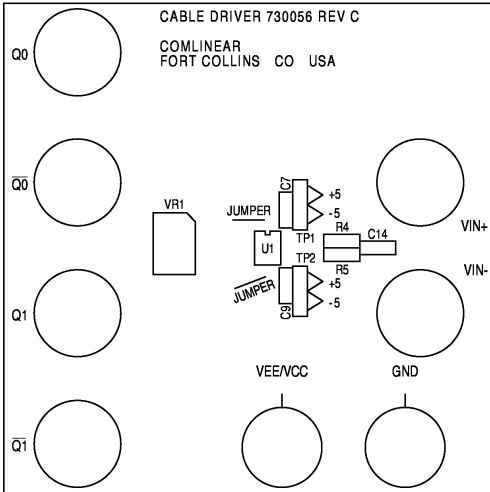 CABLE DRIVER 730056 REV C
COMLINEAR
FORT COLLINS CO USA
Q0
Q0
VR1
C7
+5
-5
JUMPER
R4
C14
VIN+
U1
TP1
TP2
R5
VIN-
JUMPER
+5
-5
C9
Q1
VEE/VCC
GND
Q1